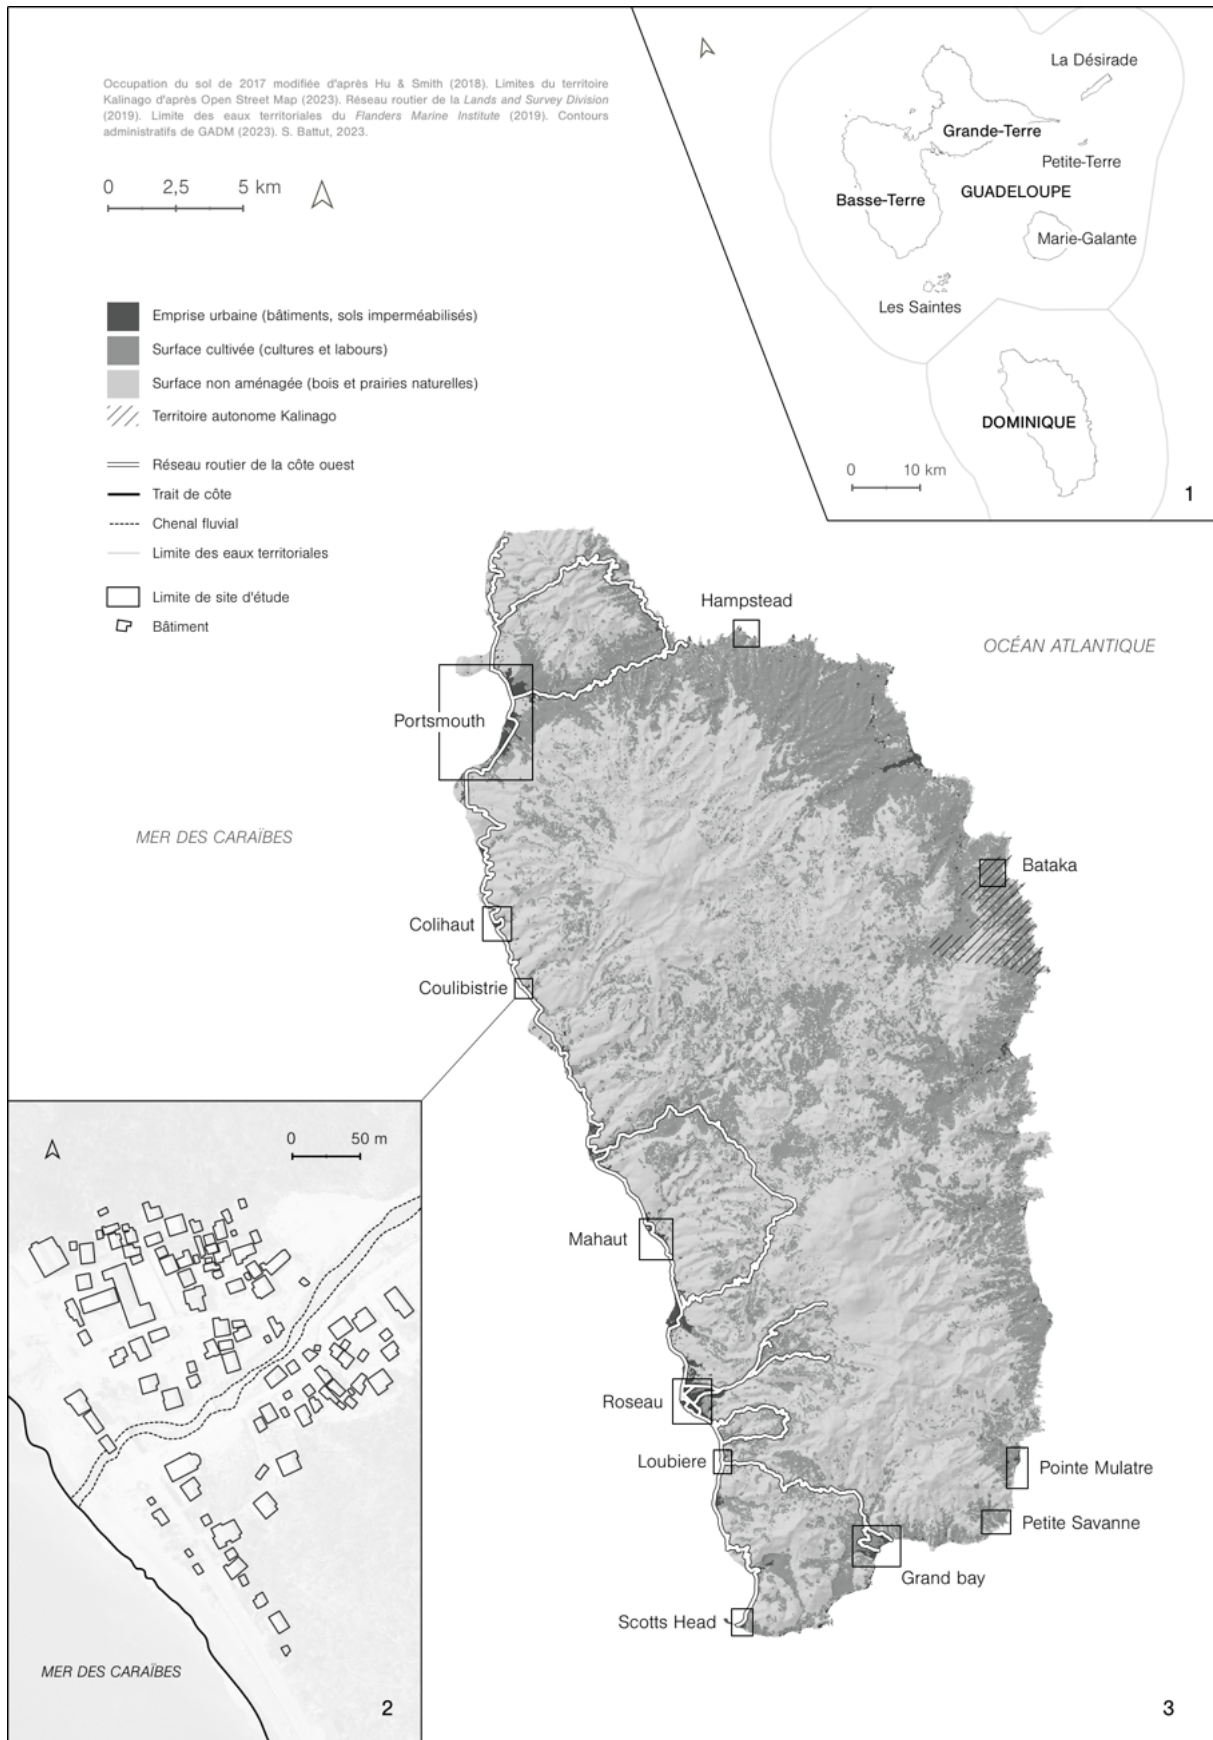 Occupation du sol de 2017 modifiée d'après Hu & Smith (2018). Limites du territoire
Kalinago d'après Open Street Map (2023). Réseau routier de la Lands and Survey Division
(2019). Limite des eaux territoriales du Flanders Marine Institute (2019). Contours
administratifs de GADM (2023). S. Battut, 2023.
0 2,5 5 km
Emprise urbaine (bâtiments, sols imperméabilisés)
Surface cultivée (cultures et labours)
Surface non aménagée (bois et prairies naturelles)
Territoire autonome Kalinago
Réseau routier de la côte ouest
Trait de côte
Chenal fluvial
Limite des eaux territoriales
Limite de site d'étude
Bâtiment
La Désirade
Grande-Terre
Petite-Terre
Basse-Terre
GUADELOUPE
Marie-Galante
Les Saintes
DOMINIQUE
0 10 km
1
Hampstead
OCÉAN ATLANTIQUE
Portsmouth
MER DES CARAÏBES
Bataka
Colihaut
Coulibistrie
Mahaut
Roseau
Loubiere
Pointe Mulatre
Petite Savanne
Grand bay
Scotts Head
3
0 50 m
MER DES CARAÏBES
2